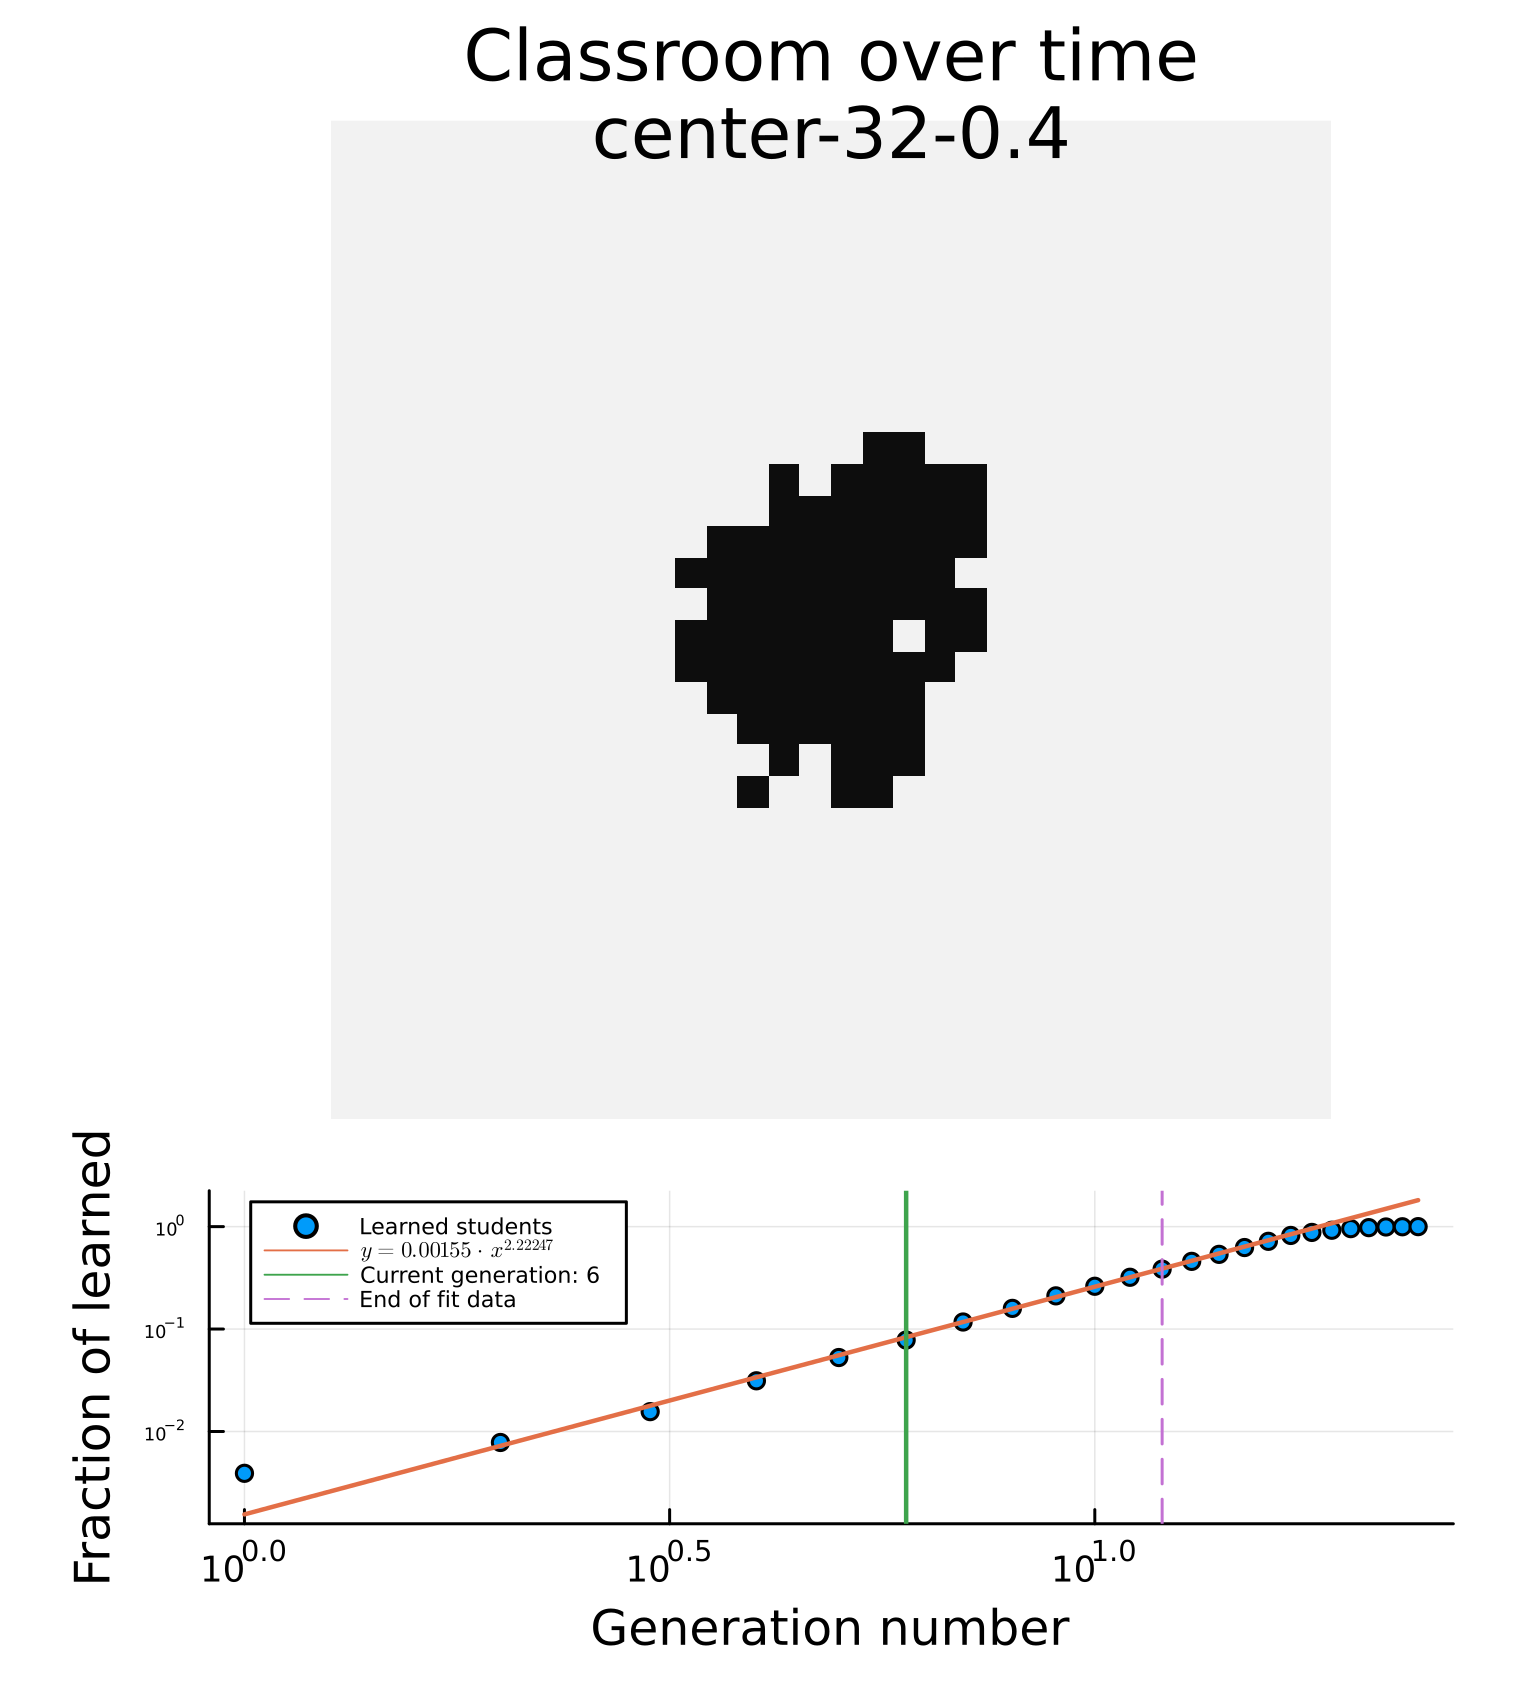 Classroom over time
center-32-0.4
Fraction of learned
10⁰
10⁻¹
10⁻²
Learned students
y = 0.00155 · x^2.22247
Current generation: 6
End of fit data
10^0.0
10^0.5
10^1.0
Generation number